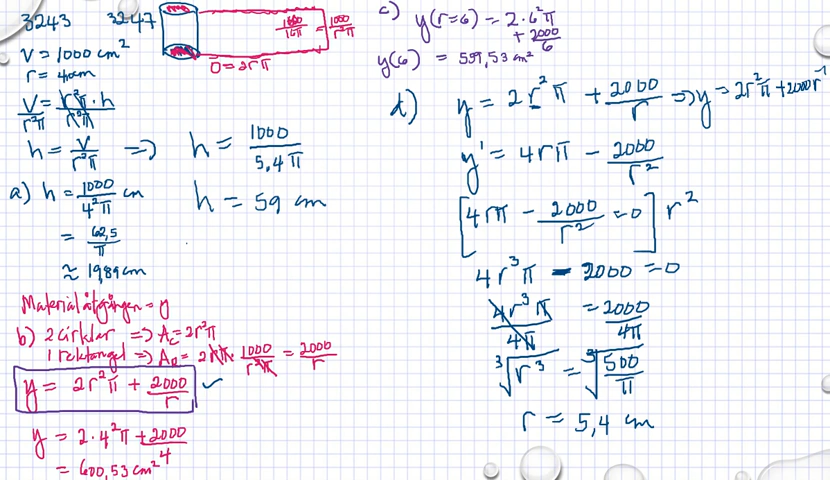 3243 3247
V = 1000 cm²
r = 4 cm
V/r²π = r²π · h/r²π
h = V/r²π ⇒ h = 1000/5,4π
h = 59 cm
a) h = 1000/4²π cm
= 62,5/π
≈ 19,89 cm
1000/16π = 1000/r²π
O = 2rπ
Materialåtgången = y
b) 2 cirklar ⇒ A_C = 2r²π
1 rektangel ⇒ A_R = 2rπ · 1000/r²π = 2000/r
y = 2r²π + 2000/r ✓
y = 2·4²π + 2000/4
= 600,53 cm²
c) y(r=6) = 2·6²π + 2000/6
y(6) = 559,53 cm²
d) y = 2r²π + 2000/r ⇒ y = 2r²π + 2000r⁻¹
y' = 4rπ − 2000/r²
[4rπ − 2000/r² = 0] r²
4r³π − 2000 = 0
4r³π/4π = 2000/4π
³√r³ = ³√500/π
r = 5,4 cm